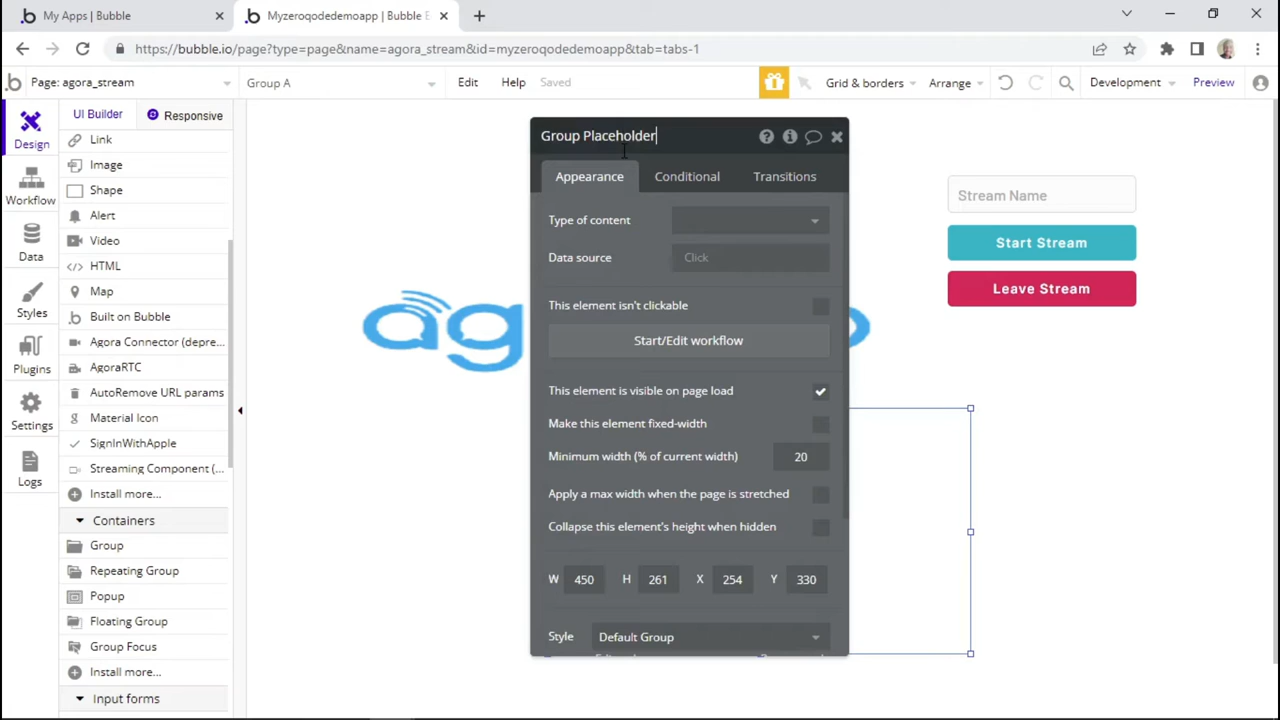 My Apps | Bubble
Myzeroqodedemoapp | Bubble E
https://bubble.io/page?type=page&name=agora_stream&id=myzeroqodedemoapp&tab=tabs-1
Page: agora_stream
Group A
Edit
Help
Saved
Grid & borders
Arrange
Development
Preview
Design
Workflow
Data
Styles
Plugins
Settings
Logs
UI Builder
Responsive
Link
Image
Shape
Alert
Video
HTML
Map
Built on Bubble
Agora Connector (depre...
AgoraRTC
AutoRemove URL params
Material Icon
SignInWithApple
Streaming Component (...
Install more...
Containers
Group
Repeating Group
Popup
Floating Group
Group Focus
Install more...
Input forms
Group Placeholder
Appearance
Conditional
Transitions
Type of content
Data source
Click
This element isn't clickable
Start/Edit workflow
This element is visible on page load
Make this element fixed-width
Minimum width (% of current width)
20
Apply a max width when the page is stretched
Collapse this element's height when hidden
W 450 H 261 X 254 Y 330
Style
Default Group
ag
Stream Name
Start Stream
Leave Stream